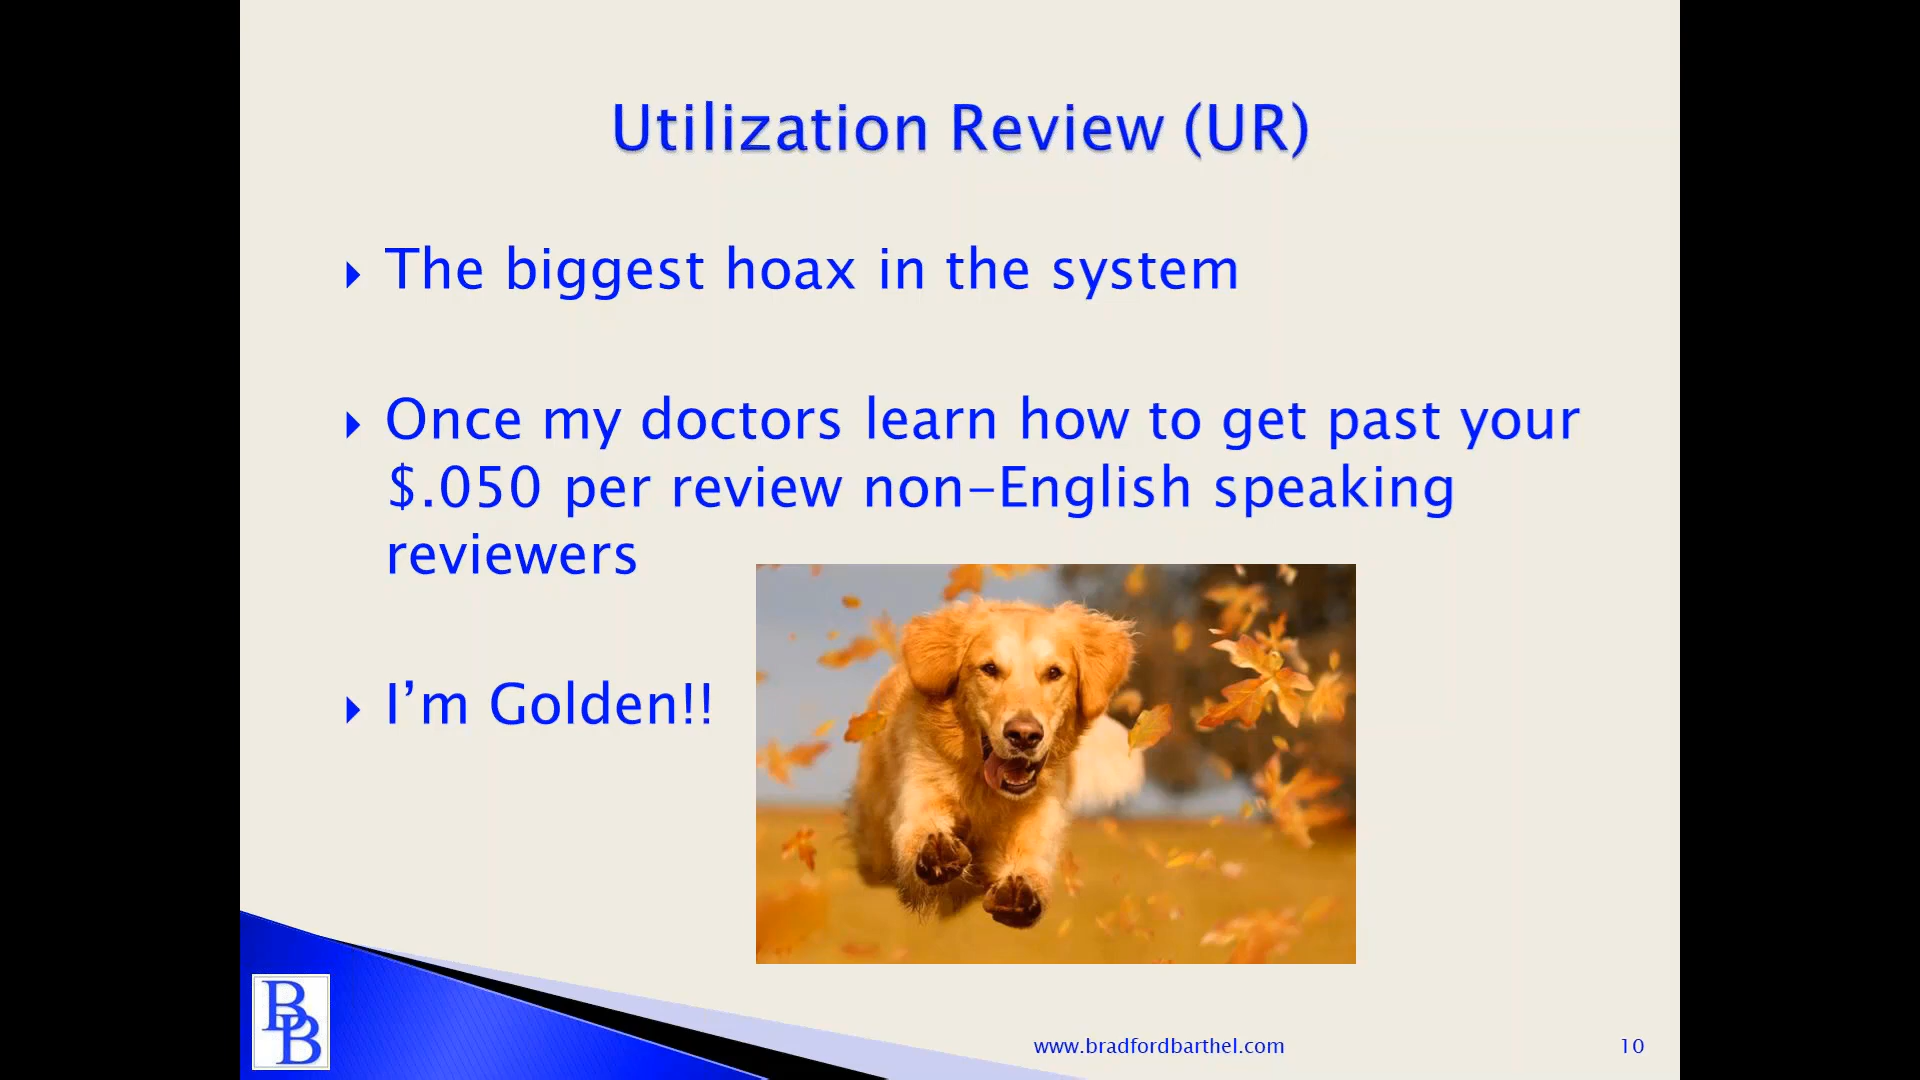 Utilization Review (UR)
The biggest hoax in the system
Once my doctors learn how to get past your
$.050 per review non-English speaking
reviewers
I’m Golden!!
BB
www.bradfordbarthel.com
10